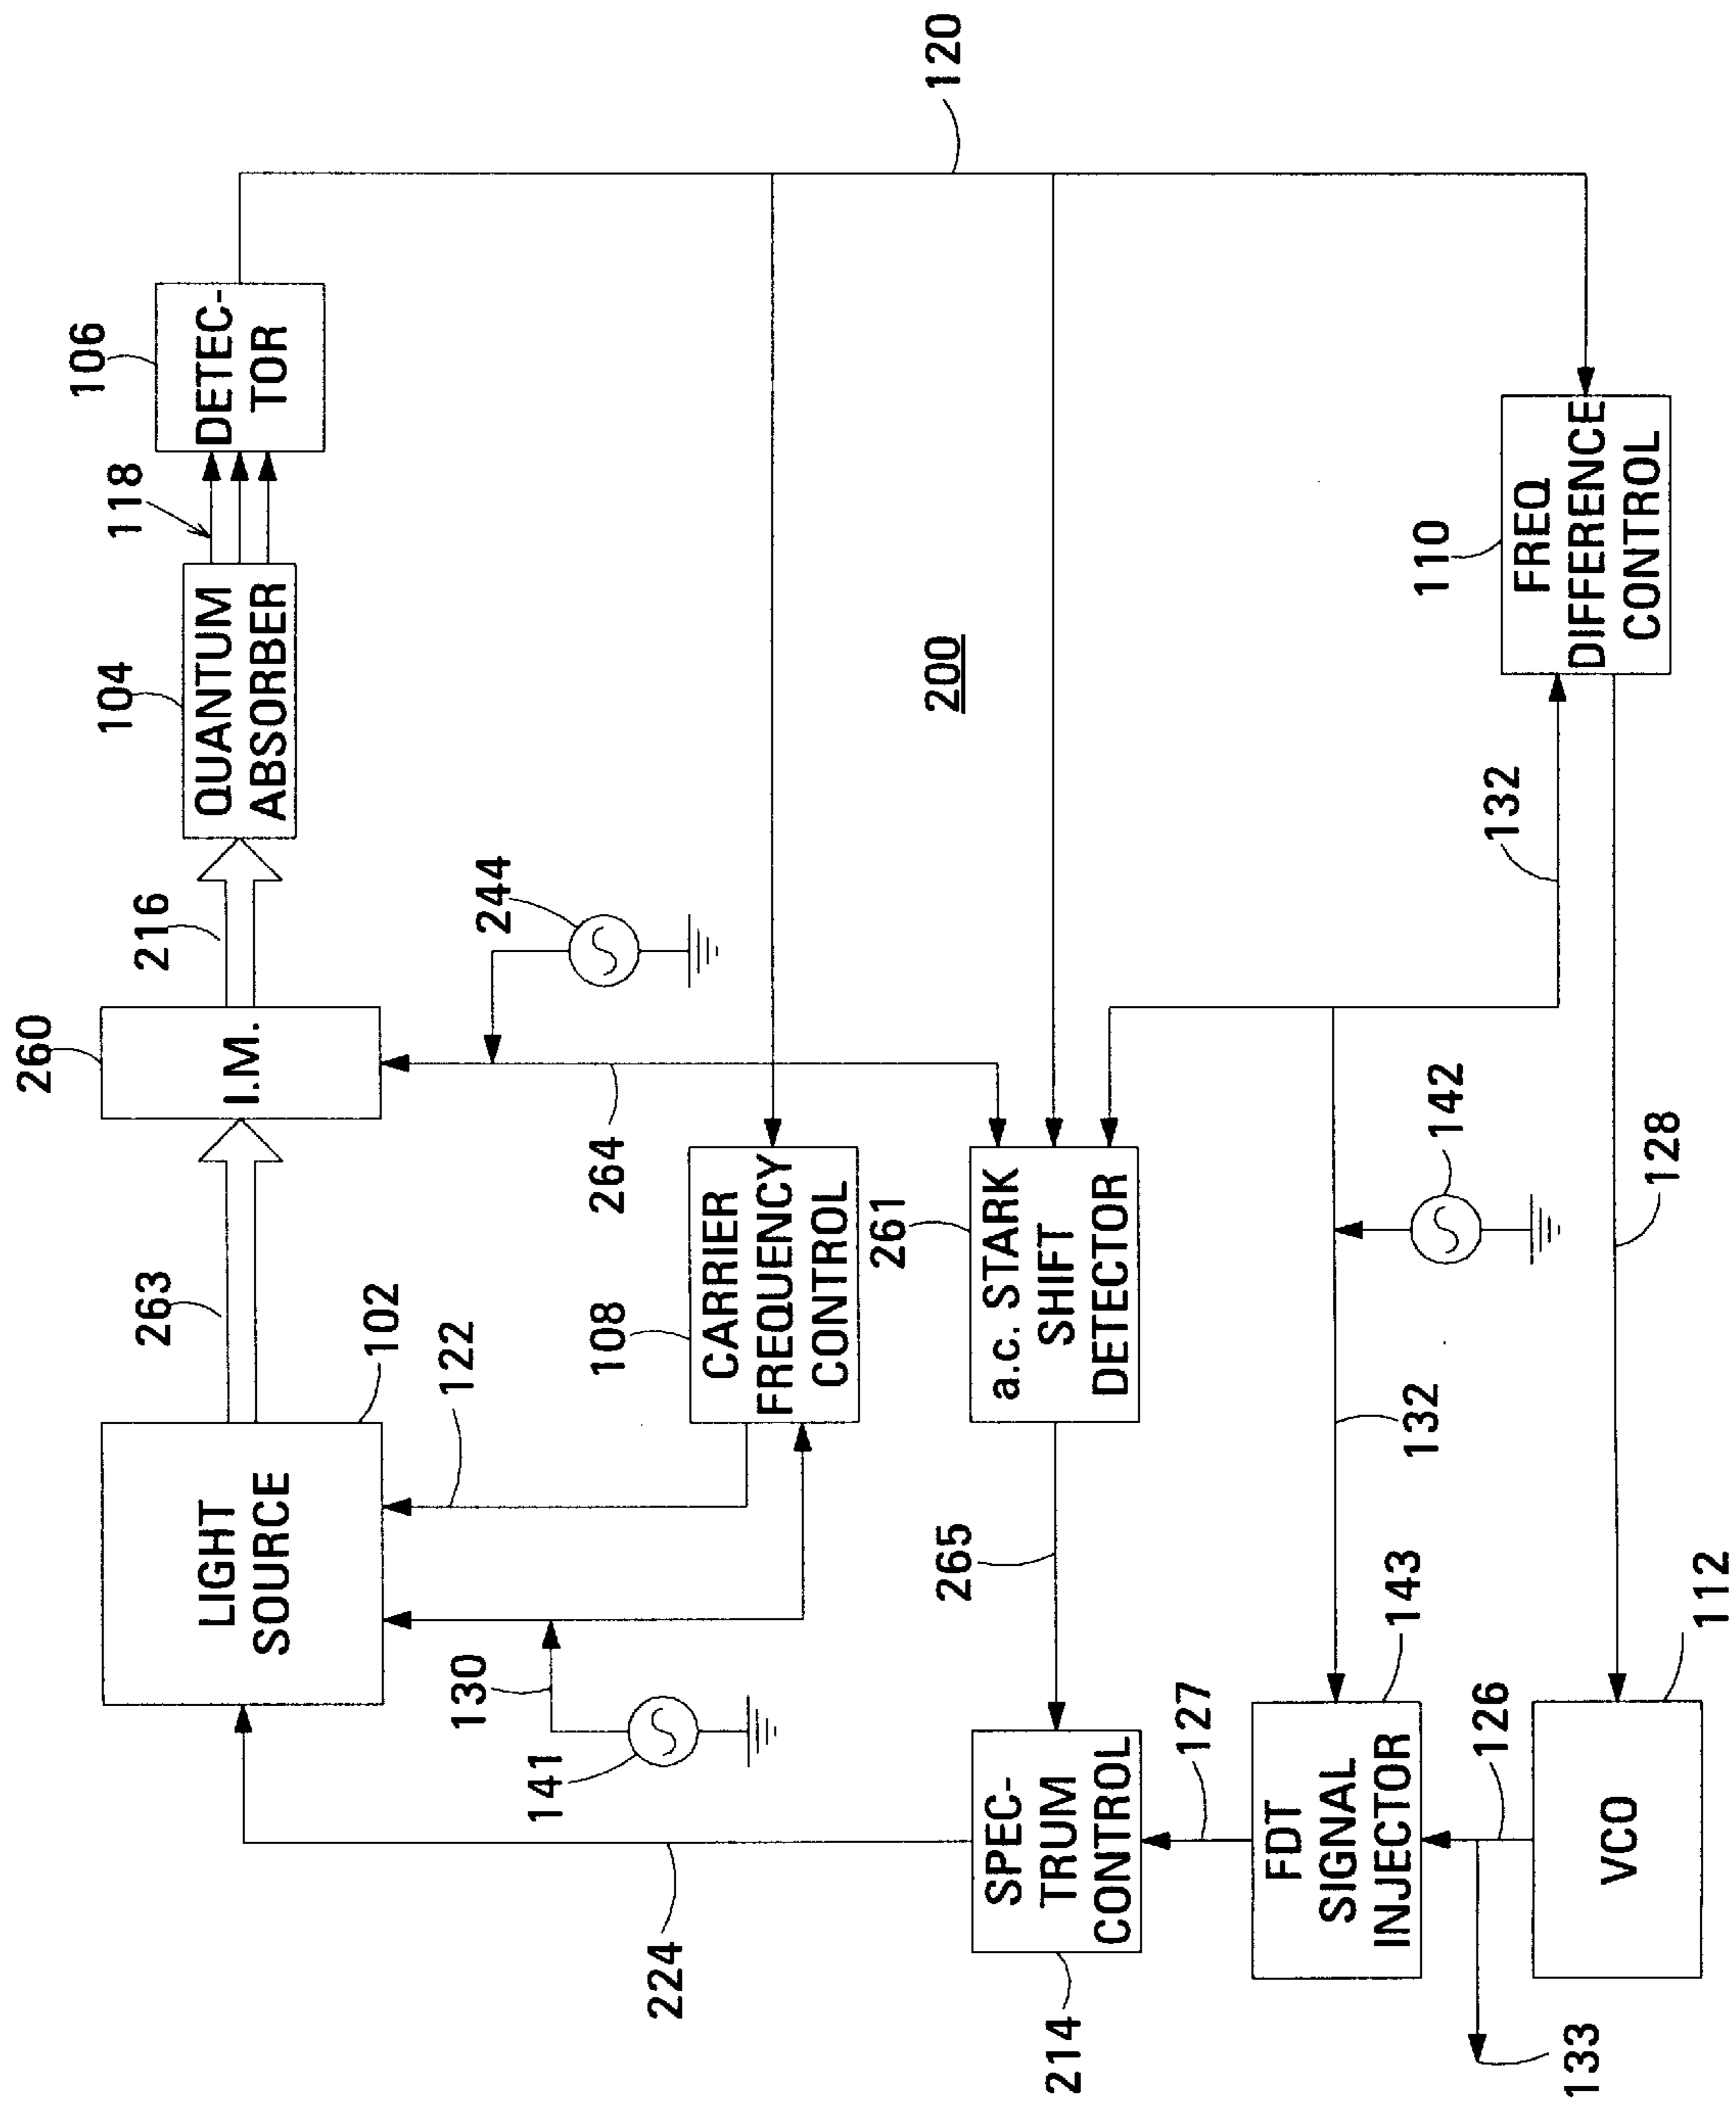 260
263
216
104
118
106
LIGHT
SOURCE
I.M.
QUANTUM
ABSORBER
DETEC-
TOR
102
122
130
141
224
244
264
108
CARRIER
FREQUENCY
CONTROL
120
200
261
a.c. STARK
SHIFT
DETECTOR
265
214
SPEC-
TRUM
CONTROL
127
132
142
132
143
FDT
SIGNAL
INJECTOR
126
133
110
FREQ
DIFFERENCE
CONTROL
128
VCO
112